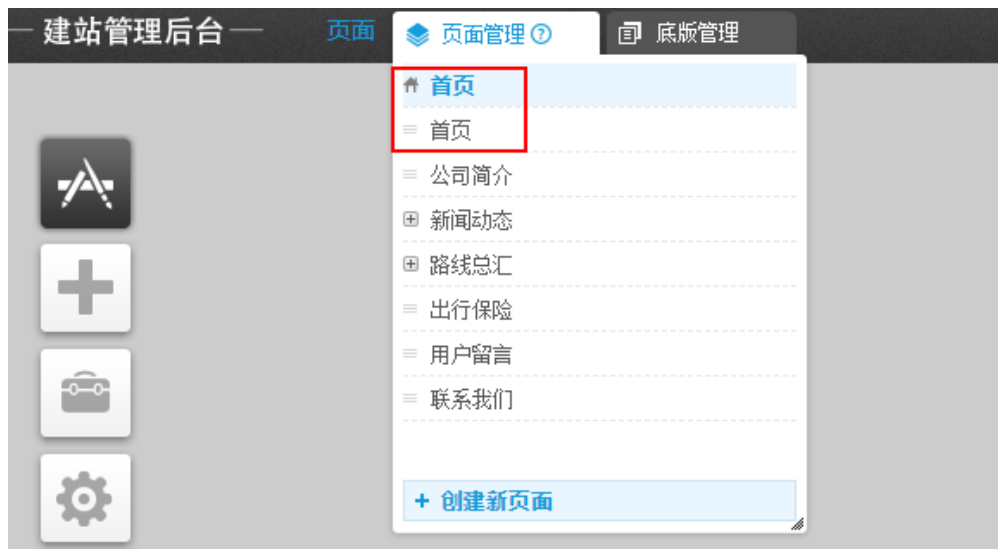 建站管理后台 页面 页面管理 ? 底版管理
首页
首页
公司简介
新闻动态
路线总汇
出行保险
用户留言
联系我们
+ 创建新页面